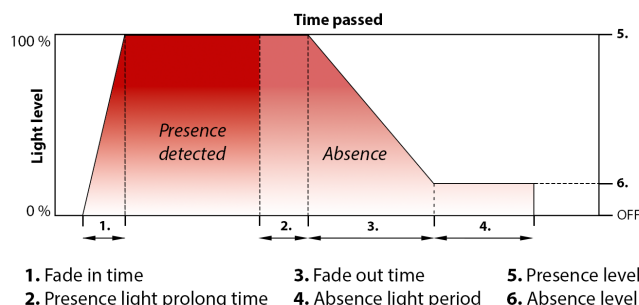 Time passed
100 %
5.
Light level
Presence
detected
Absence
6.
0 %
OFF
1.
2.
3.
4.
1. Fade in time
3. Fade out time
5. Presence level
2. Presence light prolong time
4. Absence light period
6. Absence level